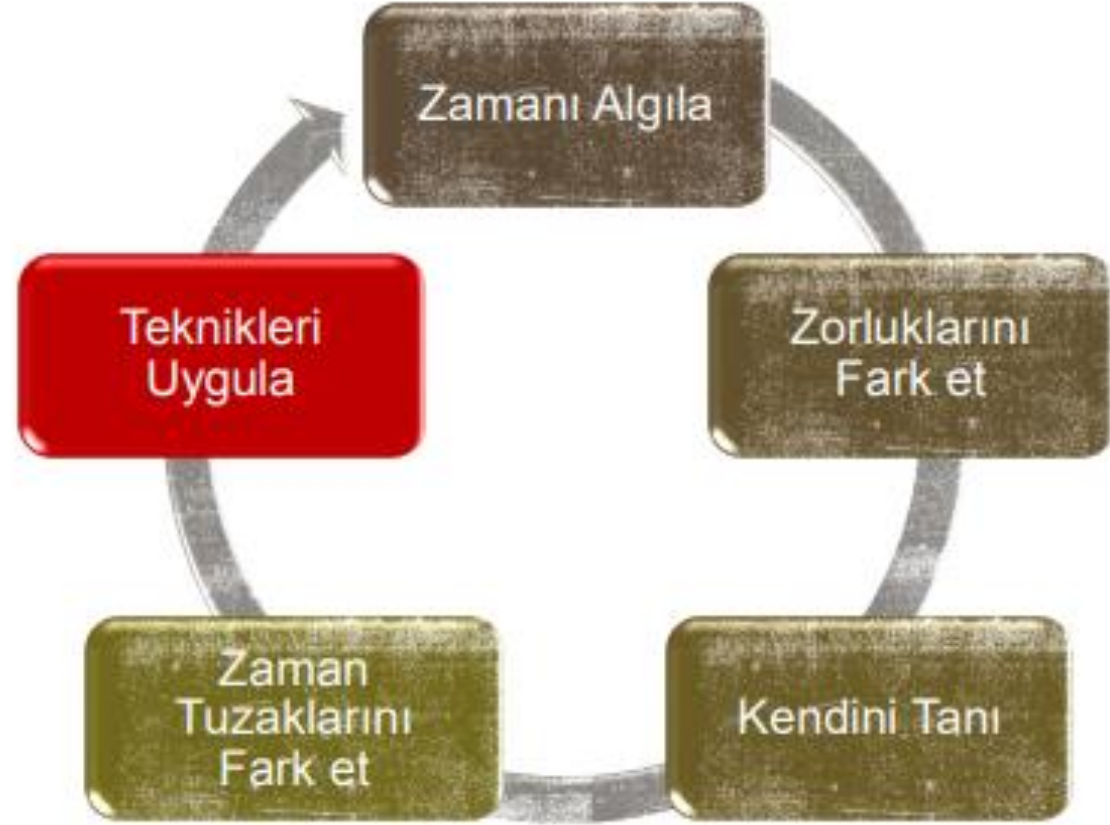 Zamanı Algıla
Zorluklarını
Fark et
Kendini Tanı
Zaman
Tuzaklarını
Fark et
Teknikleri
Uygula